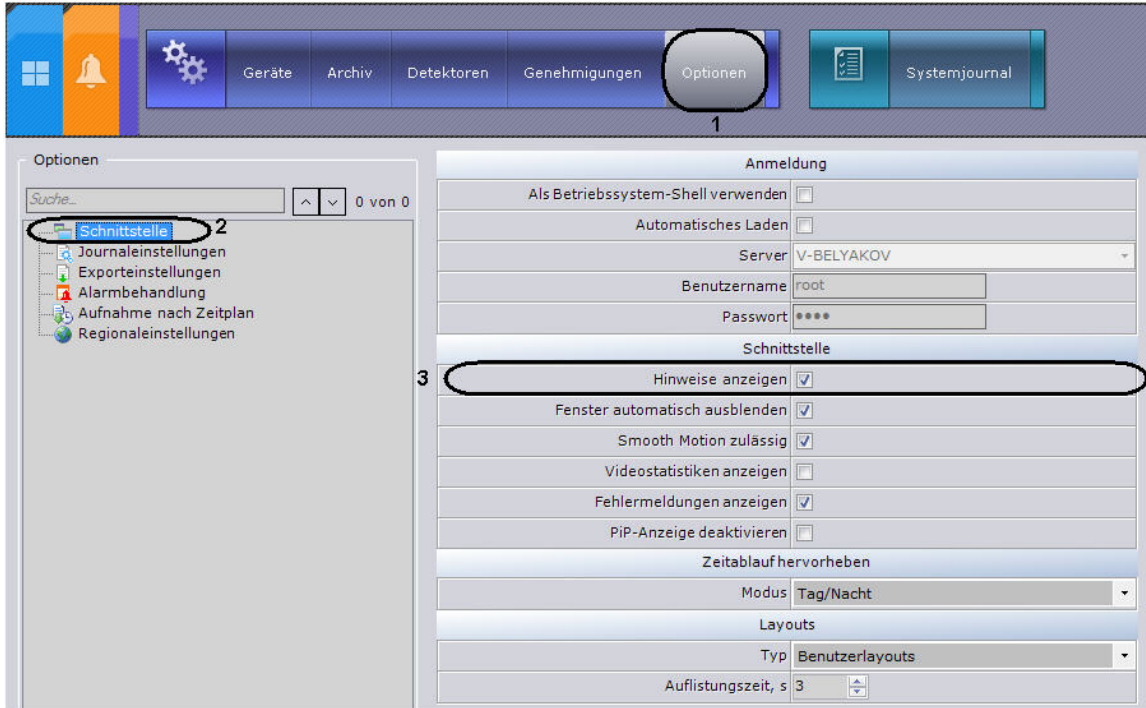 Geräte Archiv Detektoren Genehmigungen Optionen Systemjournal
1
Optionen
Suche...
0 von 0
Schnittstelle 2
Journaleinstellungen
Exporteinstellungen
Alarmbehandlung
Aufnahme nach Zeitplan
Regionaleinstellungen
Anmeldung
Als Betriebssystem-Shell verwenden
Automatisches Laden
Server V-BELYAKOV
Benutzername root
Passwort ••••
Schnittstelle
3 Hinweise anzeigen
Fenster automatisch ausblenden
Smooth Motion zulässig
Videostatistiken anzeigen
Fehlermeldungen anzeigen
PiP-Anzeige deaktivieren
Zeitablauf hervorheben
Modus Tag/Nacht
Layouts
Typ Benutzerlayouts
Auflistungszeit, s 3